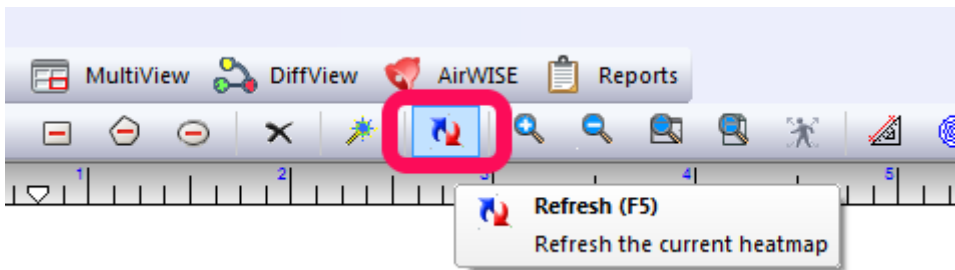 MultiView DiffView AirWISE Reports
1 2 3 4 5
Refresh (F5)
Refresh the current heatmap